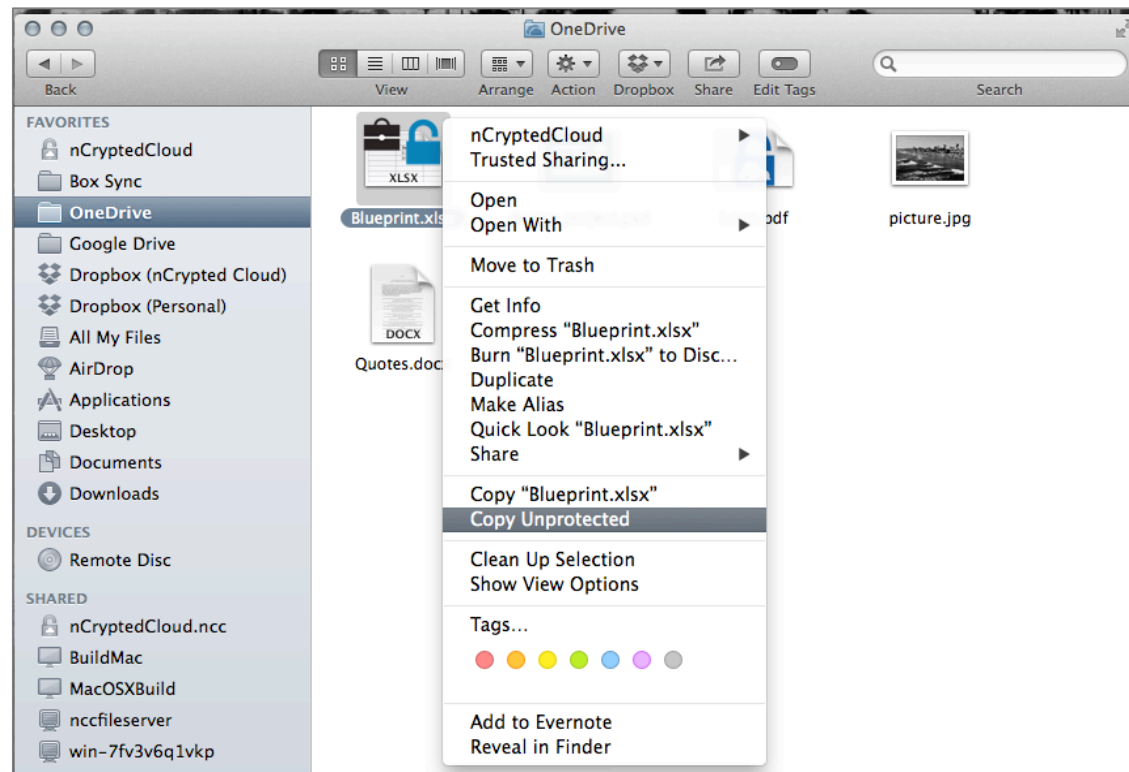 OneDrive
Back
View
Arrange
Action
Dropbox
Share
Edit Tags
Search
FAVORITES
nCryptedCloud
Box Sync
OneDrive
Google Drive
Dropbox (nCrypted Cloud)
Dropbox (Personal)
All My Files
AirDrop
Applications
Desktop
Documents
Downloads
DEVICES
Remote Disc
SHARED
nCryptedCloud.ncc
BuildMac
MacOSXBuild
nccfileserver
win-7fv3v6q1vkp
XLSX
Blueprint.xls
pdf
picture.jpg
DOCX
Quotes.doc
nCryptedCloud
Trusted Sharing...
Open
Open With
Move to Trash
Get Info
Compress “Blueprint.xlsx”
Burn “Blueprint.xlsx” to Disc...
Duplicate
Make Alias
Quick Look “Blueprint.xlsx”
Share
Copy “Blueprint.xlsx”
Copy Unprotected
Clean Up Selection
Show View Options
Tags...
Add to Evernote
Reveal in Finder